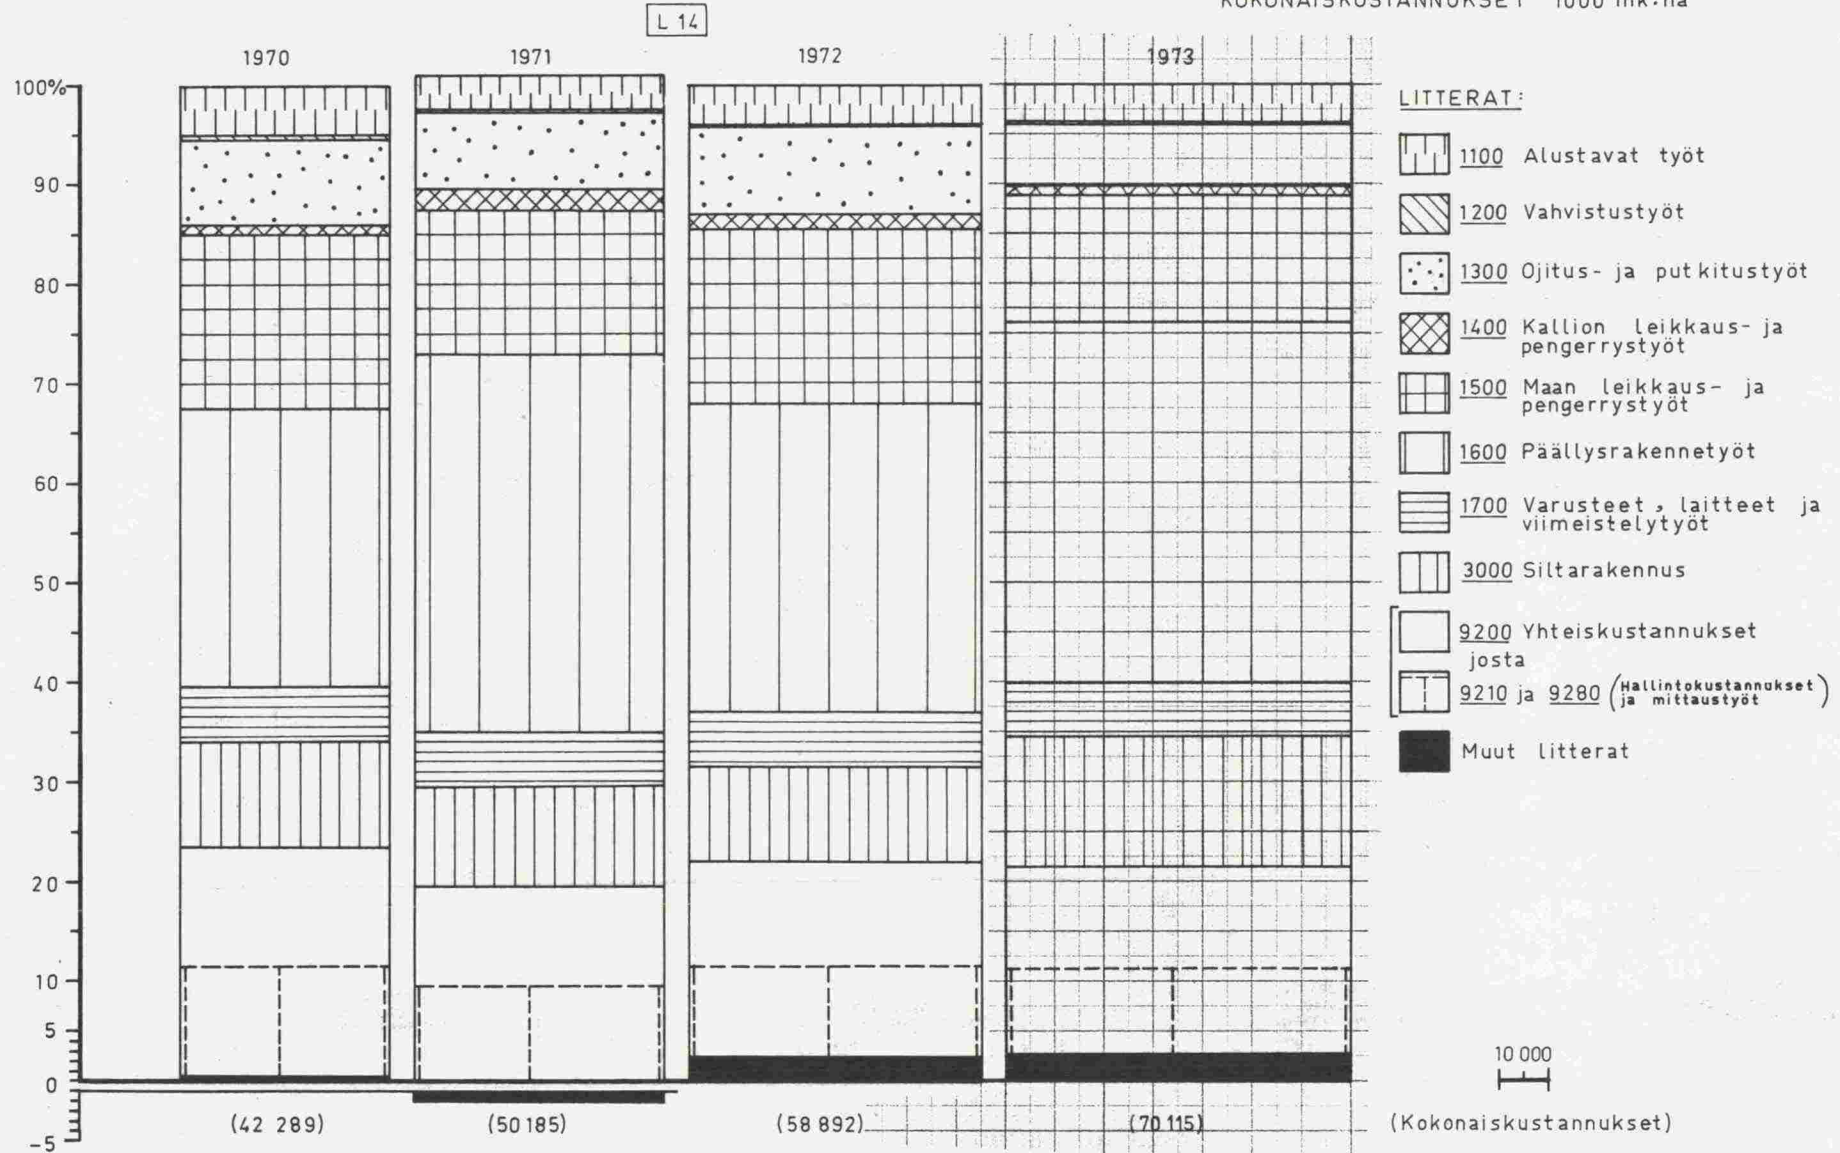 KOKONAISKUSTANNUKSET 1000 mk:na
L 14
1970
1971
1972
1973
100%
90
80
70
60
50
40
30
20
10
5
0
-5
LITTERAT:
1100 Alustavat työt
1200 Vahvistustyöt
1300 Ojitus- ja putkitustyöt
1400 Kallion leikkaus- ja
pengerrystyöt
1500 Maan leikkaus- ja
pengerrystyöt
1600 Päällysrakennetyöt
1700 Varusteet, laitteet ja
viimeistelytyöt
3000 Siltarakennus
9200 Yhteiskustannukset
josta
9210 ja 9280 (Hallintokustannukset
ja mittaustyöt)
Muut litterat
10 000
(42 289)
(50 185)
(58 892)
(70 115)
(Kokonaiskustannukset)